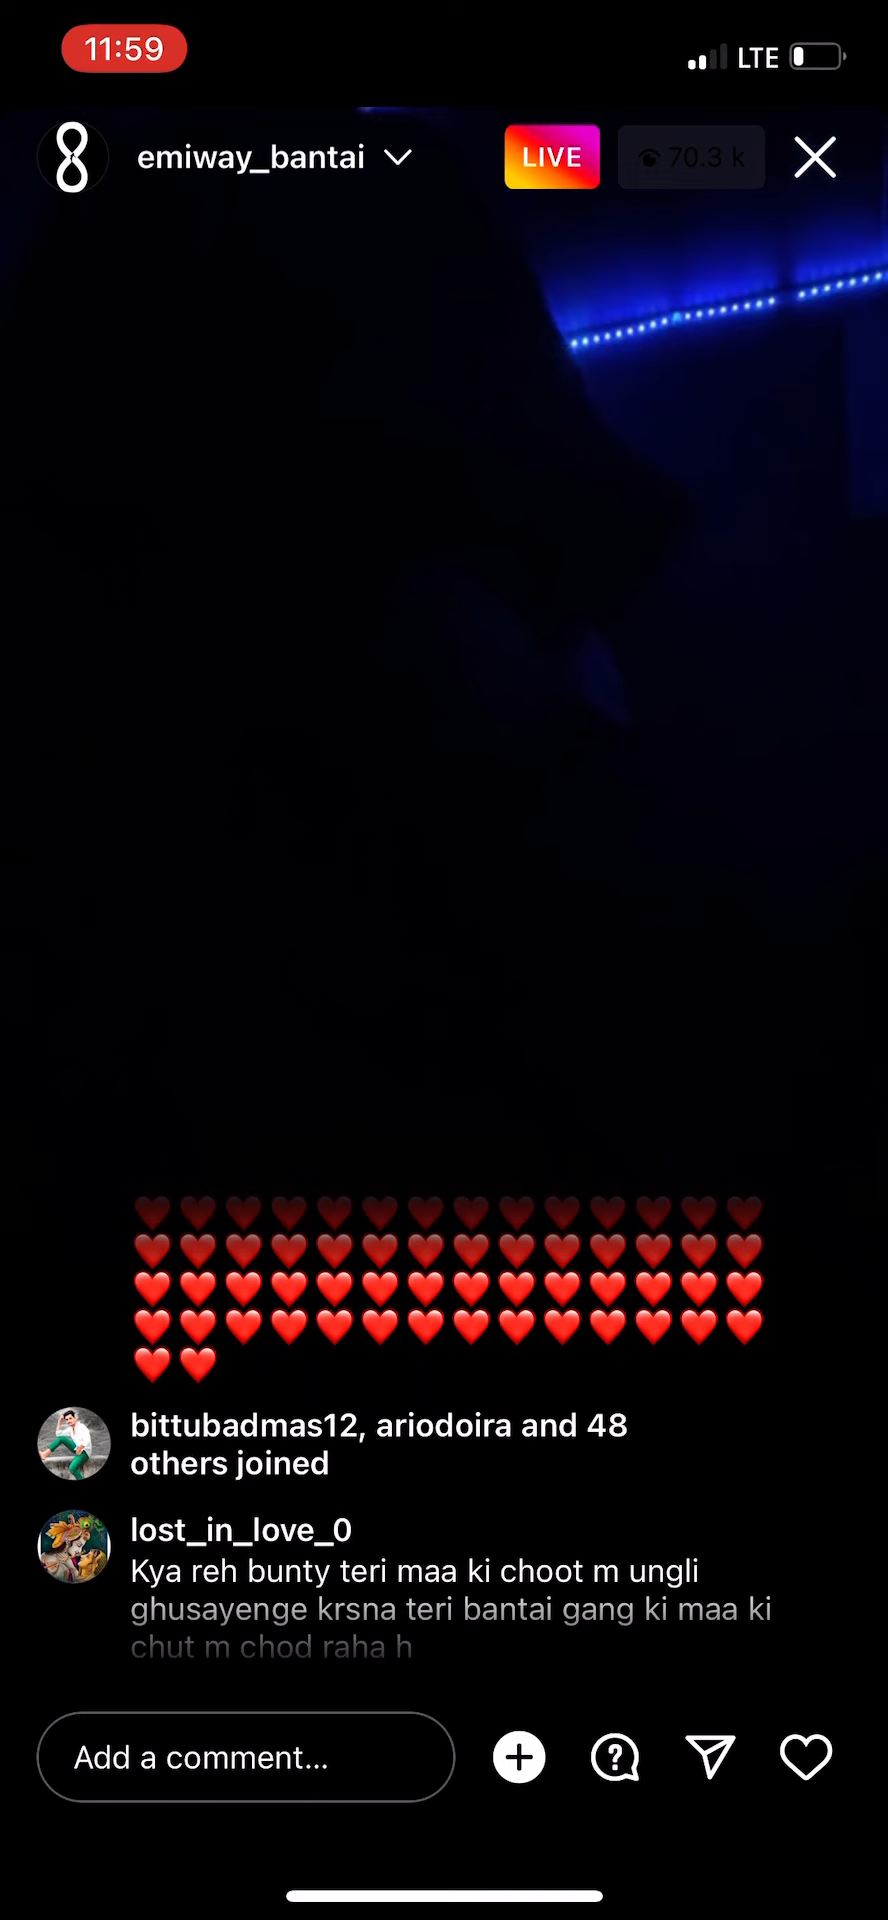 11:59
LTE
emiway_bantai
LIVE
70.3 k
❤️❤️❤️❤️❤️❤️❤️❤️❤️❤️❤️❤️❤️❤️
❤️❤️❤️❤️❤️❤️❤️❤️❤️❤️❤️❤️❤️❤️
❤️❤️❤️❤️❤️❤️❤️❤️❤️❤️❤️❤️❤️❤️
❤️❤️❤️❤️❤️❤️❤️❤️❤️❤️❤️❤️❤️❤️
❤️❤️
bittubadmas12, ariodoira and 48
others joined
lost_in_love_0
Kya reh bunty teri maa ki choot m ungli
ghusayenge krsna teri bantai gang ki maa ki
chut m chod raha h
Add a comment...